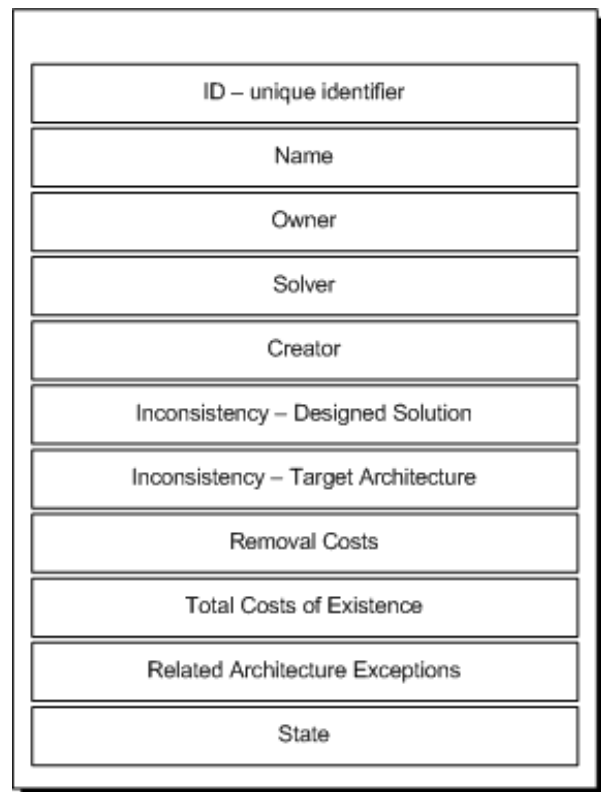 ID – unique identifier
Name
Owner
Solver
Creator
Inconsistency – Designed Solution
Inconsistency – Target Architecture
Removal Costs
Total Costs of Existence
Related Architecture Exceptions
State